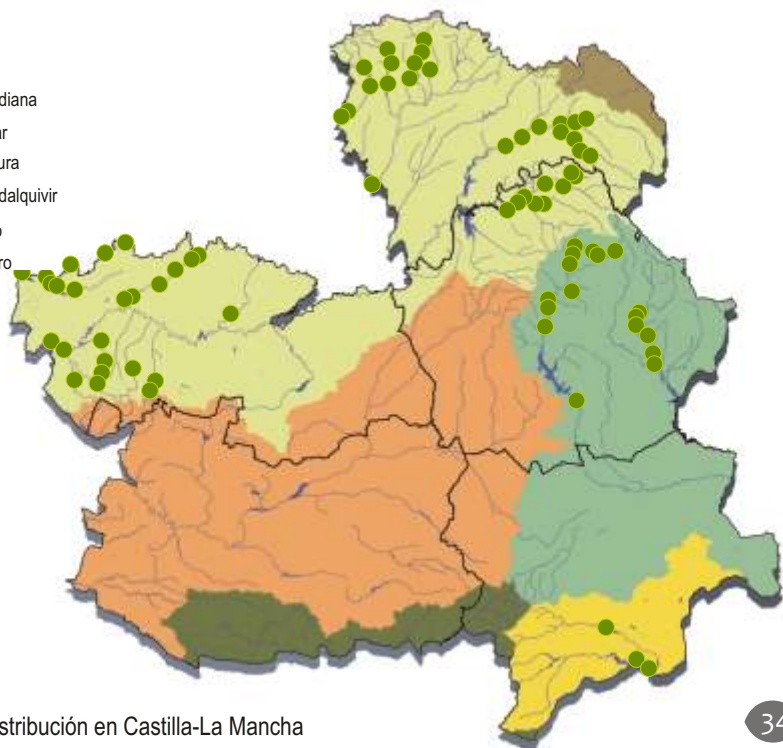 diana
ar
ura
dalquivir
o
ro
stribución en Castilla-La Mancha
34